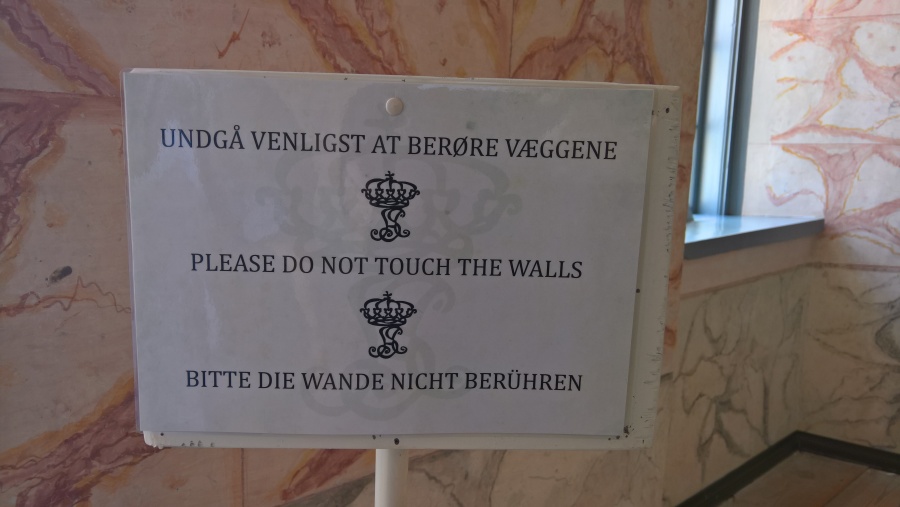 UNDGÅ VENLIGST AT BERØRE VÆGGENE
PLEASE DO NOT TOUCH THE WALLS
BITTE DIE WANDE NICHT BERÜHREN